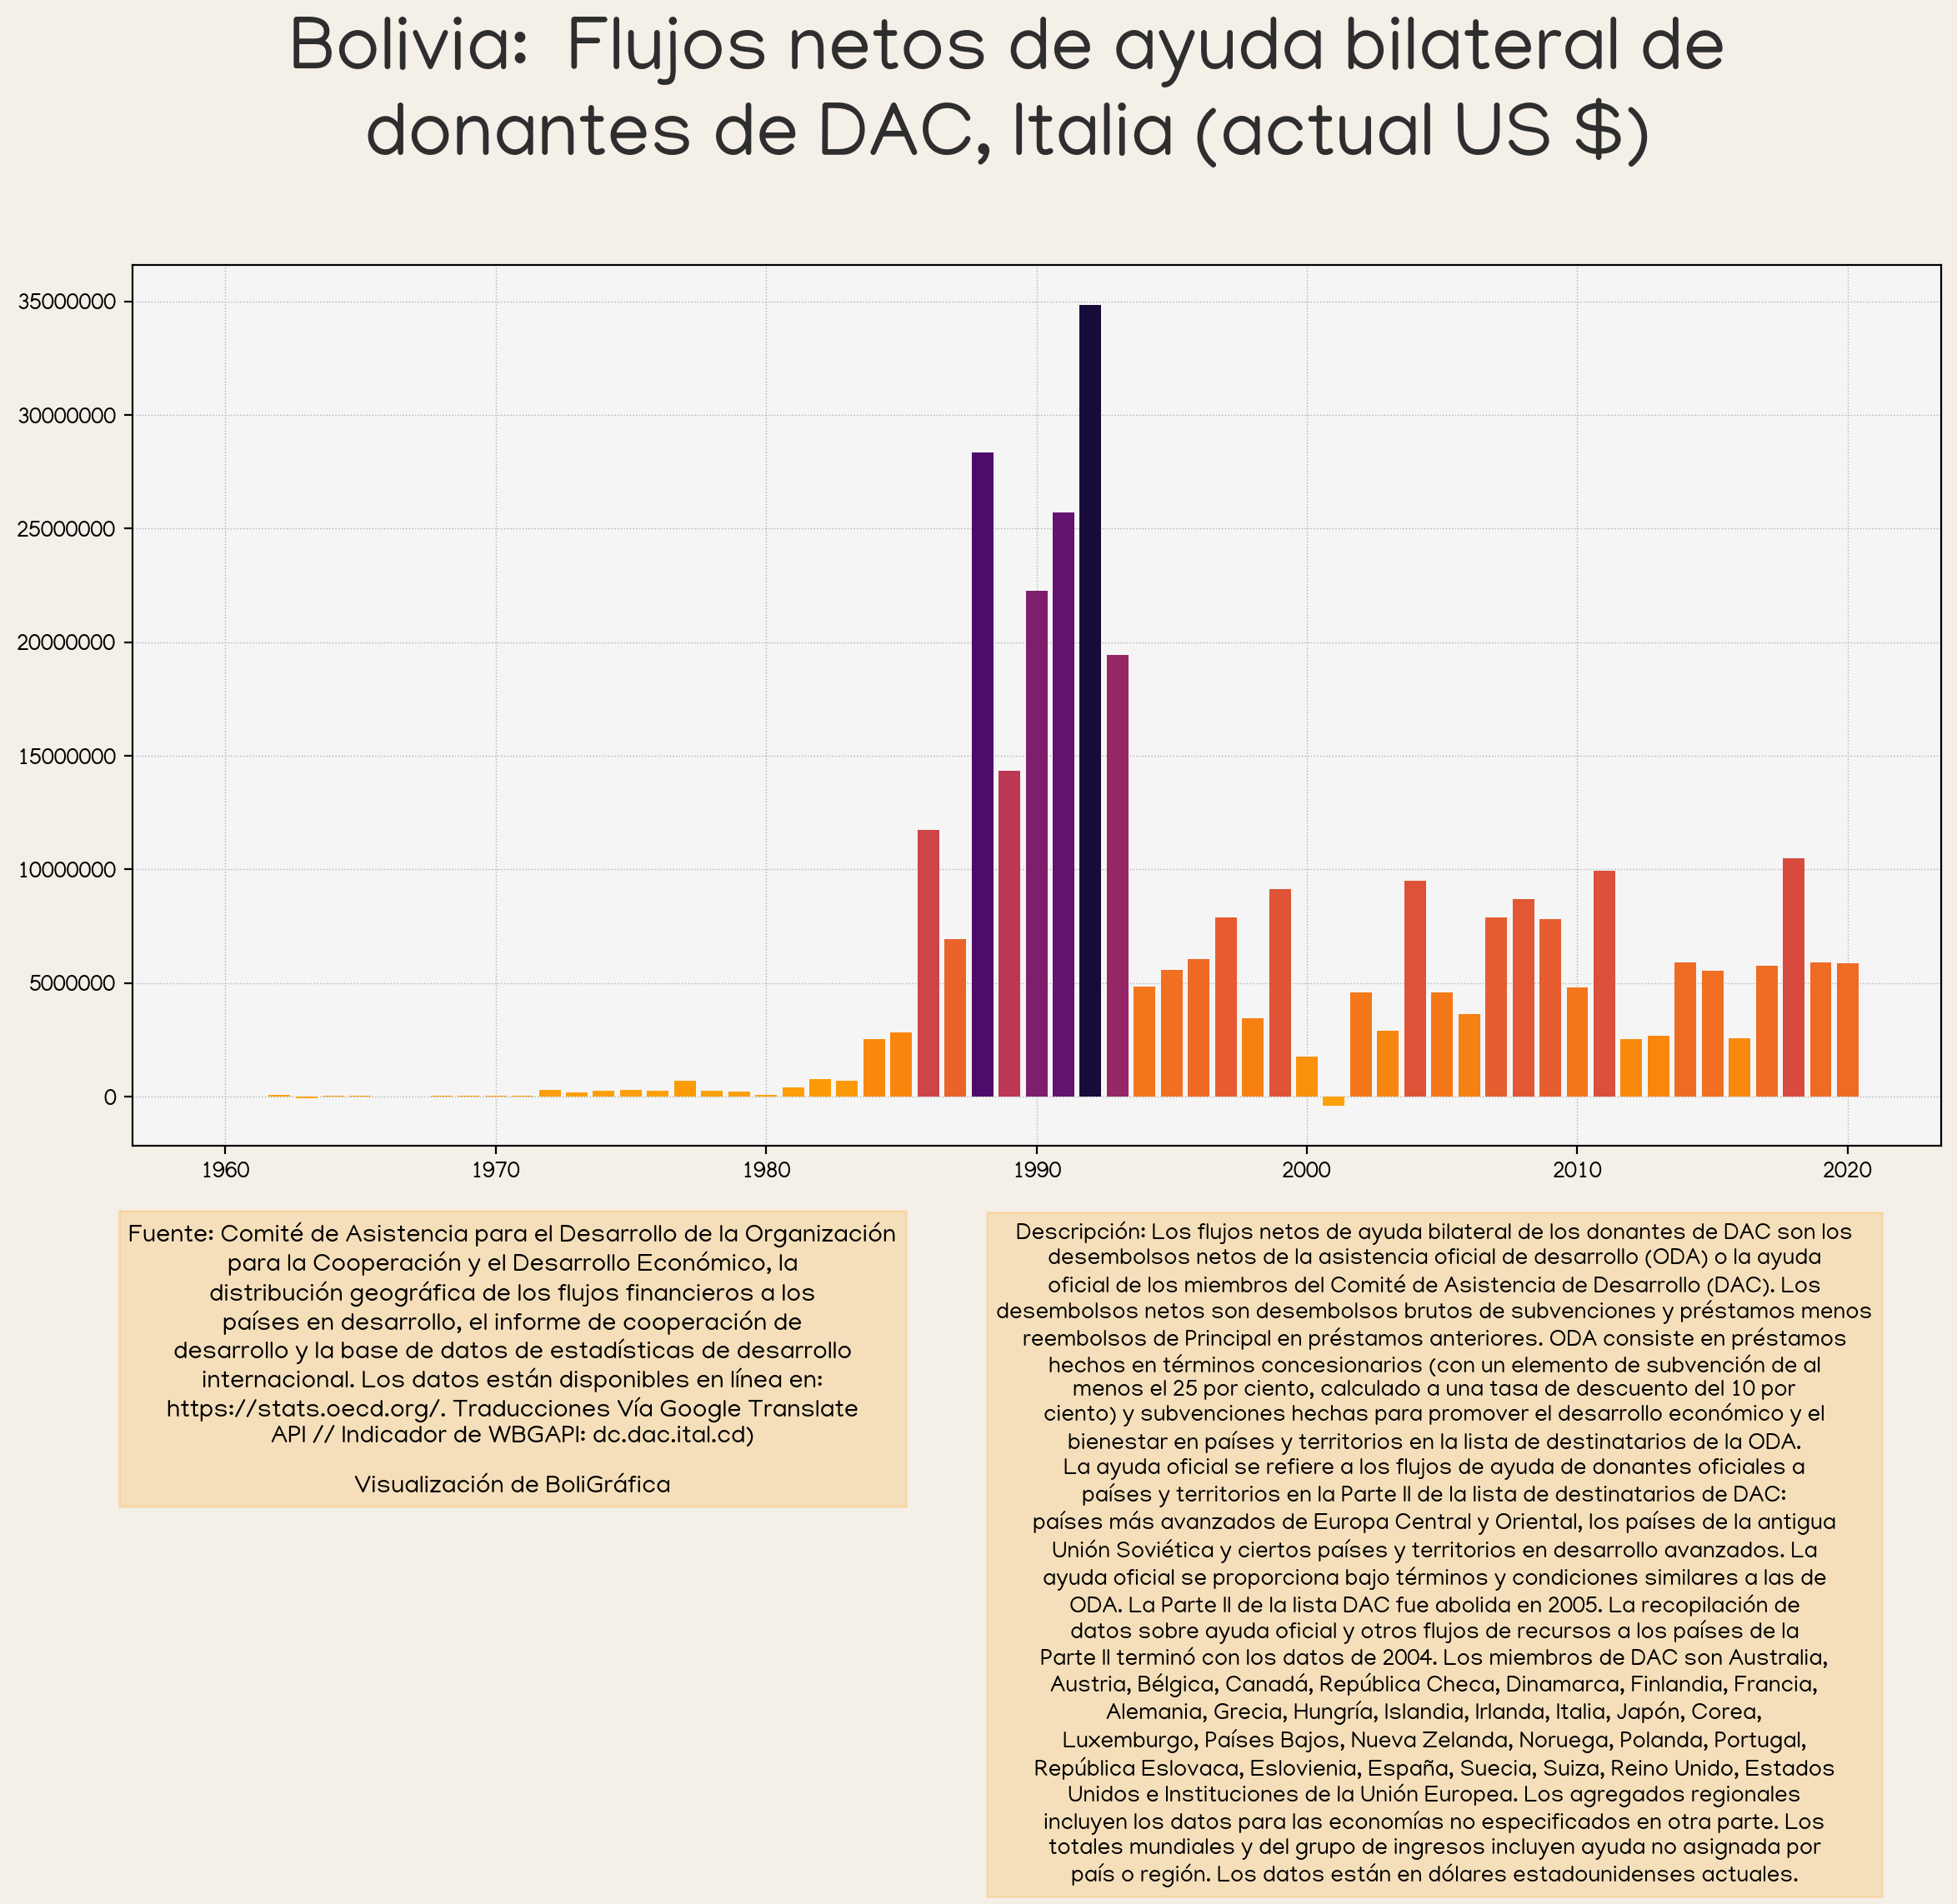 Bolivia:  Flujos netos de ayuda bilateral de
donantes de DAC, Italia (actual US $)
35000000
30000000
25000000
20000000
15000000
10000000
5000000
0
1960
1970
1980
1990
2000
2010
2020
Fuente: Comité de Asistencia para el Desarrollo de la Organización
para la Cooperación y el Desarrollo Económico, la
distribución geográfica de los flujos financieros a los
países en desarrollo, el informe de cooperación de
desarrollo y la base de datos de estadísticas de desarrollo
internacional. Los datos están disponibles en línea en:
https://stats.oecd.org/. Traducciones Vía Google Translate
API // Indicador de WBGAPI: dc.dac.ital.cd)
Visualización de BoliGráfica
Descripción: Los flujos netos de ayuda bilateral de los donantes de DAC son los
desembolsos netos de la asistencia oficial de desarrollo (ODA) o la ayuda
oficial de los miembros del Comité de Asistencia de Desarrollo (DAC). Los
desembolsos netos son desembolsos brutos de subvenciones y préstamos menos
reembolsos de Principal en préstamos anteriores. ODA consiste en préstamos
hechos en términos concesionarios (con un elemento de subvención de al
menos el 25 por ciento, calculado a una tasa de descuento del 10 por
ciento) y subvenciones hechas para promover el desarrollo económico y el
bienestar en países y territorios en la lista de destinatarios de la ODA.
La ayuda oficial se refiere a los flujos de ayuda de donantes oficiales a
países y territorios en la Parte II de la lista de destinatarios de DAC:
países más avanzados de Europa Central y Oriental, los países de la antigua
Unión Soviética y ciertos países y territorios en desarrollo avanzados. La
ayuda oficial se proporciona bajo términos y condiciones similares a las de
ODA. La Parte II de la lista DAC fue abolida en 2005. La recopilación de
datos sobre ayuda oficial y otros flujos de recursos a los países de la
Parte II terminó con los datos de 2004. Los miembros de DAC son Australia,
Austria, Bélgica, Canadá, República Checa, Dinamarca, Finlandia, Francia,
Alemania, Grecia, Hungría, Islandia, Irlanda, Italia, Japón, Corea,
Luxemburgo, Países Bajos, Nueva Zelanda, Noruega, Polanda, Portugal,
República Eslovaca, Eslovienia, España, Suecia, Suiza, Reino Unido, Estados
Unidos e Instituciones de la Unión Europea. Los agregados regionales
incluyen los datos para las economías no especificados en otra parte. Los
totales mundiales y del grupo de ingresos incluyen ayuda no asignada por
país o región. Los datos están en dólares estadounidenses actuales.